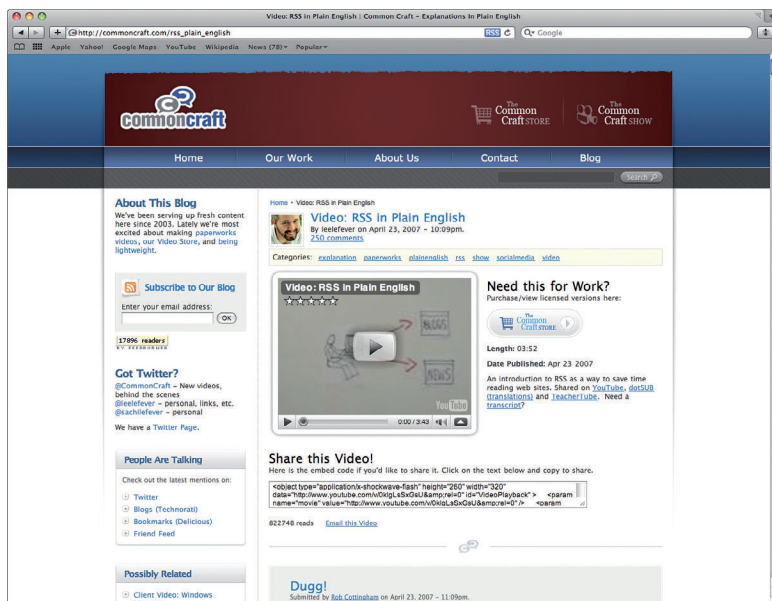 Video: RSS in Plain English | Common Craft – Explanations In Plain English
http://commoncraft.com/rss_plain_english
RSS
Google
Apple Yahoo! Google Maps YouTube Wikipedia News (78) Popular
commoncraft
The Common Craft STORE
The Common Craft SHOW
Home Our Work About Us Contact Blog
Search
About This Blog
We've been serving up fresh content
here since 2003. Lately we're most
excited about making paperworks
videos, our Video Store, and being
lightweight.
Subscribe to Our Blog
Enter your email address:
OK
17896 readers
BY FEEDBURNER
Got Twitter?
@CommonCraft – New videos,
behind the scenes
@leelefever – personal, links, etc.
@sachilefever – personal
We have a Twitter Page.
People Are Talking
Check out the latest mentions on:
Twitter
Blogs (Technorati)
Bookmarks (Delicious)
Friend Feed
Possibly Related
Client Video: Windows
Home • Video: RSS in Plain English
Video: RSS in Plain English
By leelefever on April 23, 2007 – 10:09pm.
250 comments
Categories: explanation paperworks plainenglish rss show socialmedia video
Video: RSS in Plain English
BLOGS
NEWS
YouTube
0:00 / 3:43
Need this for Work?
Purchase/view licensed versions here:
The Common Craft STORE
Length: 03:52
Date Published: Apr 23 2007
An introduction to RSS as a way to save time
reading web sites. Shared on YouTube, dotSUB
(translations) and TeacherTube. Need a
transcript?
Share this Video!
Here is the embed code if you'd like to share it. Click on the text below and copy to share.
<object type="application/x-shockwave-flash" height="260" width="320"
data="http://www.youtube.com/v/0klgLsSxGsU&amp;rel=0" id="VideoPlayback" > <param
name="movie" value="http://www.youtube.com/v/0klgLsSxGsU&amp;rel=0" /> <param
822748 reads Email this Video
Dugg!
Submitted by Rob Cottingham on April 23, 2007 – 11:09pm.